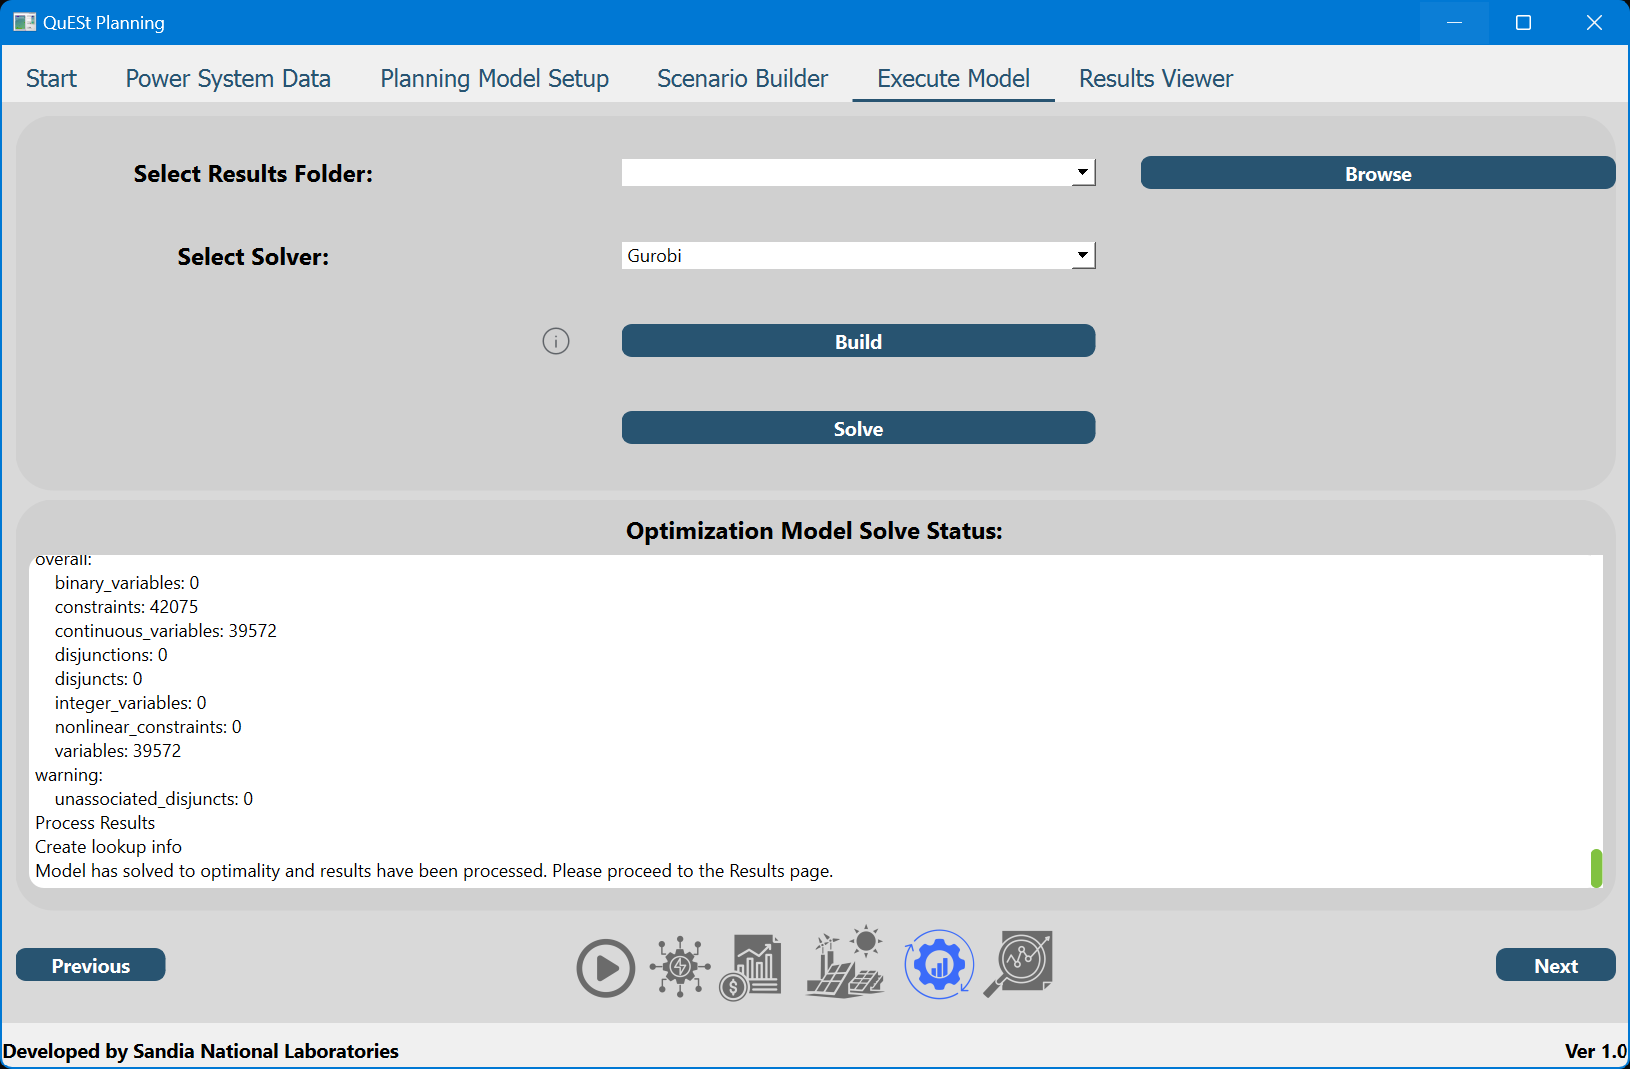 QuESt Planning
Start Power System Data Planning Model Setup Scenario Builder Execute Model Results Viewer
Select Results Folder:
Browse
Select Solver:
Gurobi
Build
Solve
Optimization Model Solve Status:
overall:
binary_variables: 0
constraints: 42075
continuous_variables: 39572
disjunctions: 0
disjuncts: 0
integer_variables: 0
nonlinear_constraints: 0
variables: 39572
warning:
unassociated_disjuncts: 0
Process Results
Create lookup info
Model has solved to optimality and results have been processed. Please proceed to the Results page.
Previous
$
Next
Developed by Sandia National Laboratories
Ver 1.0